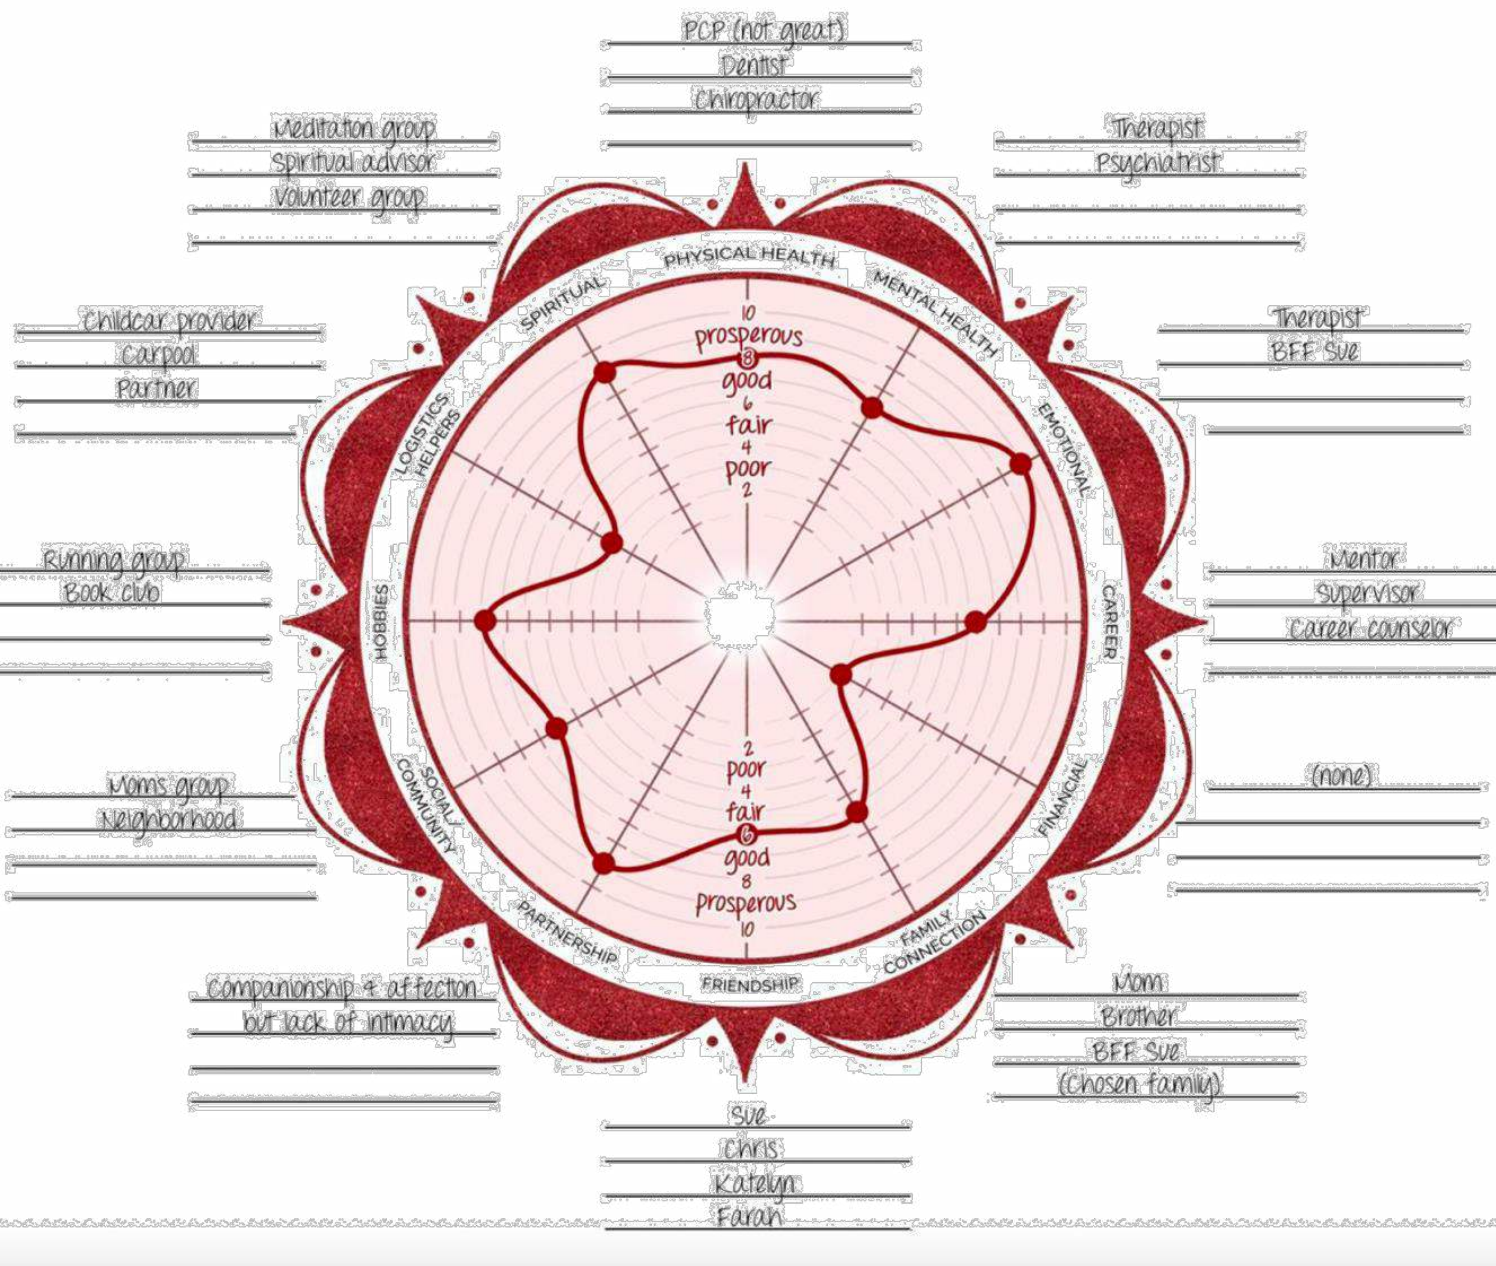 PCP (not great)
Dentist
Chiropractor
Meditation group
Spiritual advisor
Volunteer group
Therapist
Psychiatrist
Childcar provider
Carpool
Partner
Therapist
BFF Sue
Running group
Book club
Mentor
Supervisor
Career counselor
Moms group
Neighborhood
(none)
Companionship & affection
but lack of intimacy
Mom
Brother
BFF Sue
(Chosen family)
Sue
Chris
Katelyn
Farah
PHYSICAL HEALTH
MENTAL HEALTH
EMOTIONAL
CAREER
FINANCIAL
FAMILY
CONNECTION
FRIENDSHIP
PARTNERSHIP
SOCIAL/
COMMUNITY
HOBBIES
LOGISTICS
HELPERS
SPIRITUAL
10
prosperous
8
good
6
fair
4
poor
2
2
poor
4
fair
6
good
8
prosperous
10